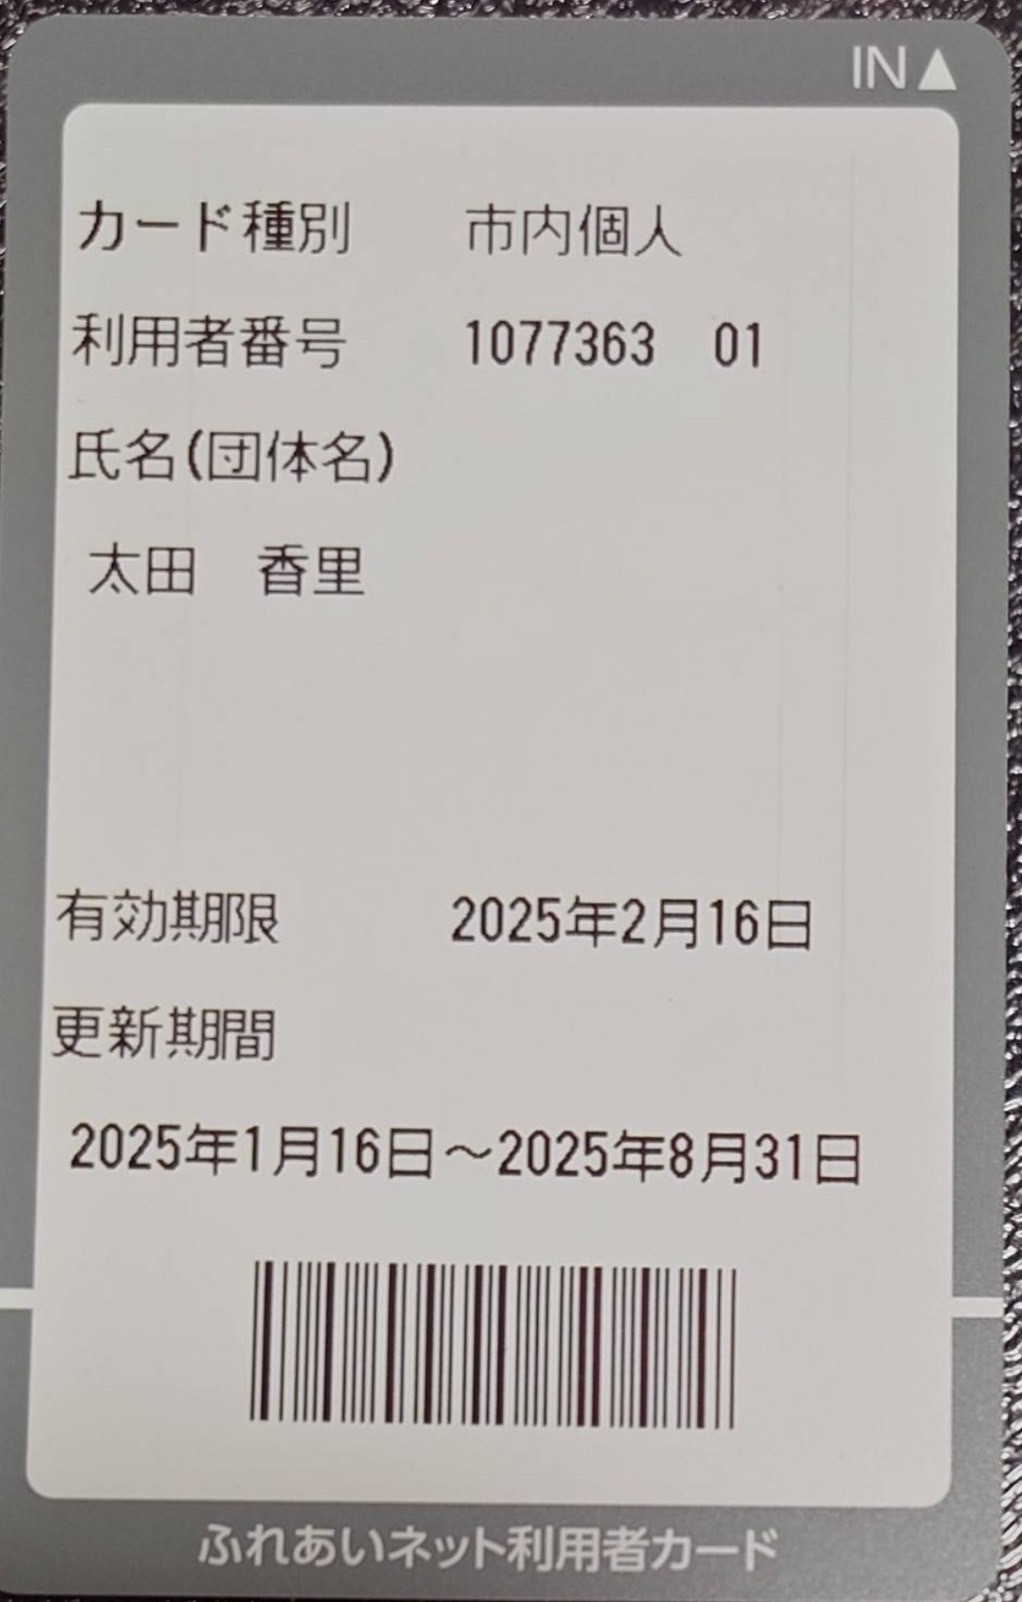 IN▲
カード種別　市内個人
利用者番号　1077363　01
氏名(団体名)
太田　香里
有効期限　2025年2月16日
更新期間
2025年1月16日～2025年8月31日
ふれあいネット利用者カード